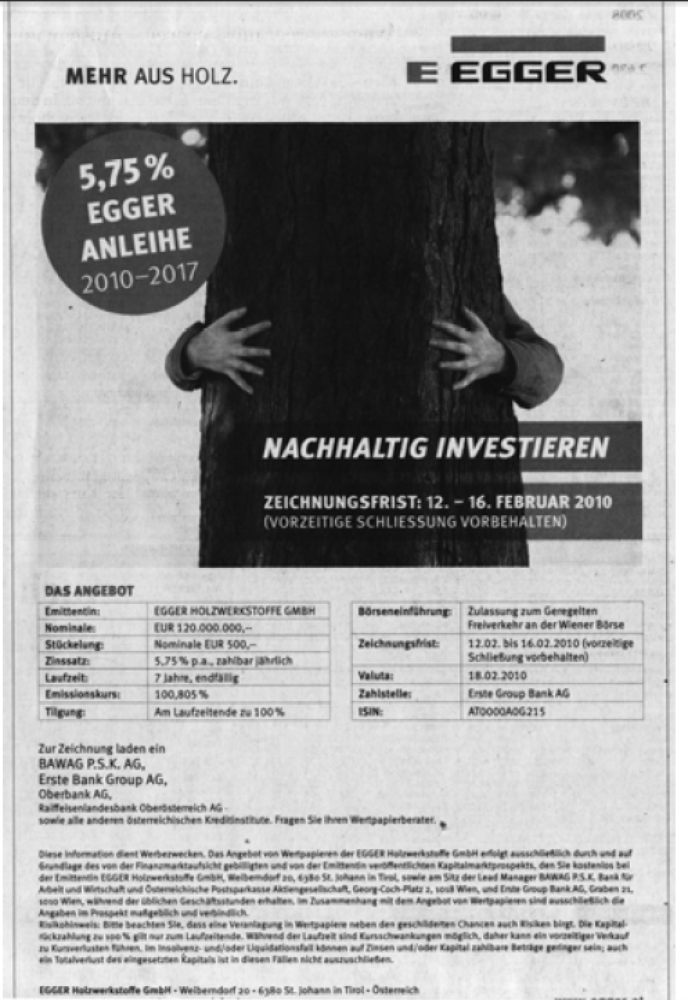 MEHR AUS HOLZ.
E EGGER
5,75 %
EGGER
ANLEIHE
2010–2017
NACHHALTIG INVESTIEREN
ZEICHNUNGSFRIST: 12. – 16. FEBRUAR 2010
(VORZEITIGE SCHLIESSUNG VORBEHALTEN)
DAS ANGEBOT
Emittentin: EGGER HOLZWERKSTOFFE GMBH
Nominale: EUR 120.000.000,–
Stückelung: Nominale EUR 500,–
Zinssatz: 5,75 % p.a., zahlbar jährlich
Laufzeit: 7 Jahre, endfällig
Emissionskurs: 100,805 %
Tilgung: Am Laufzeitende zu 100 %
Börseneinführung: Zulassung zum Geregelten
Freiverkehr an der Wiener Börse
Zeichnungsfrist: 12.02. bis 16.02.2010 (vorzeitige
Schließung vorbehalten)
Valuta: 18.02.2010
Zahlstelle: Erste Group Bank AG
ISIN: AT0000A0G215
Zur Zeichnung laden ein
BAWAG P.S.K. AG,
Erste Bank Group AG,
Oberbank AG,
Raiffeisenlandesbank Oberösterreich AG
sowie alle anderen österreichischen Kreditinstitute. Fragen Sie Ihren Wertpapierberater.
Diese Information dient Werbezwecken. Das Angebot von Wertpapieren der EGGER Holzwerkstoffe GmbH erfolgt ausschließlich durch und auf
Grundlage des von der Finanzmarktaufsicht gebilligten und von der Emittentin veröffentlichten Kapitalmarktprospekts, den Sie kostenlos bei
der Emittentin EGGER Holzwerkstoffe GmbH, Weiberndorf 20, 6380 St. Johann in Tirol, sowie am Sitz der Lead Manager BAWAG P.S.K. Bank für
Arbeit und Wirtschaft und Österreichische Postsparkasse Aktiengesellschaft, Georg-Coch-Platz 2, 1018 Wien, und Erste Group Bank AG, Graben 21,
1010 Wien, während der üblichen Geschäftsstunden erhalten. Im Zusammenhang mit dem Angebot von Wertpapieren sind ausschließlich die
Angaben im Prospekt maßgeblich und verbindlich.
Risikohinweis: Bitte beachten Sie, dass eine Veranlagung in Wertpapiere neben den geschilderten Chancen auch Risiken birgt. Die Kapital-
rückzahlung zu 100 % gilt nur zum Laufzeitende. Während der Laufzeit sind Kursschwankungen möglich, daher kann ein vorzeitiger Verkauf
zu Kursverlusten führen. Im Insolvenz- und/oder Liquidationsfall können auf Zinsen und/oder Kapital zahlbare Beträge geringer sein; auch
ein Totalverlust des eingesetzten Kapitals ist in diesen Fällen nicht auszuschließen.
EGGER Holzwerkstoffe GmbH • Weiberndorf 20 • 6380 St. Johann in Tirol • Österreich